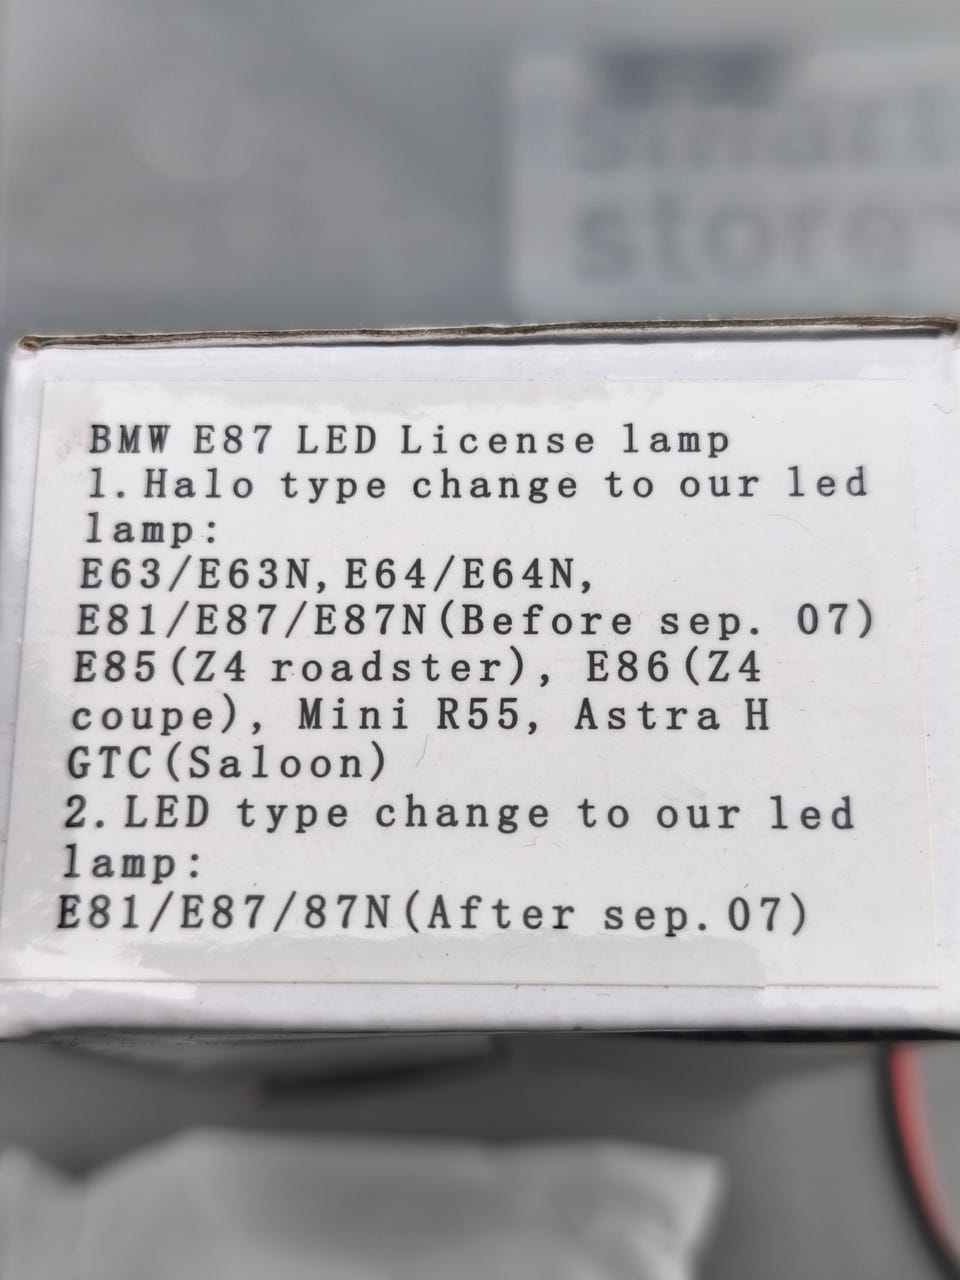 smart
store
BMW E87 LED License lamp
1. Halo type change to our led
lamp:
E63/E63N, E64/E64N,
E81/E87/E87N(Before sep. 07)
E85(Z4 roadster), E86(Z4
coupe), Mini R55, Astra H
GTC(Saloon)
2. LED type change to our led
lamp:
E81/E87/87N(After sep. 07)